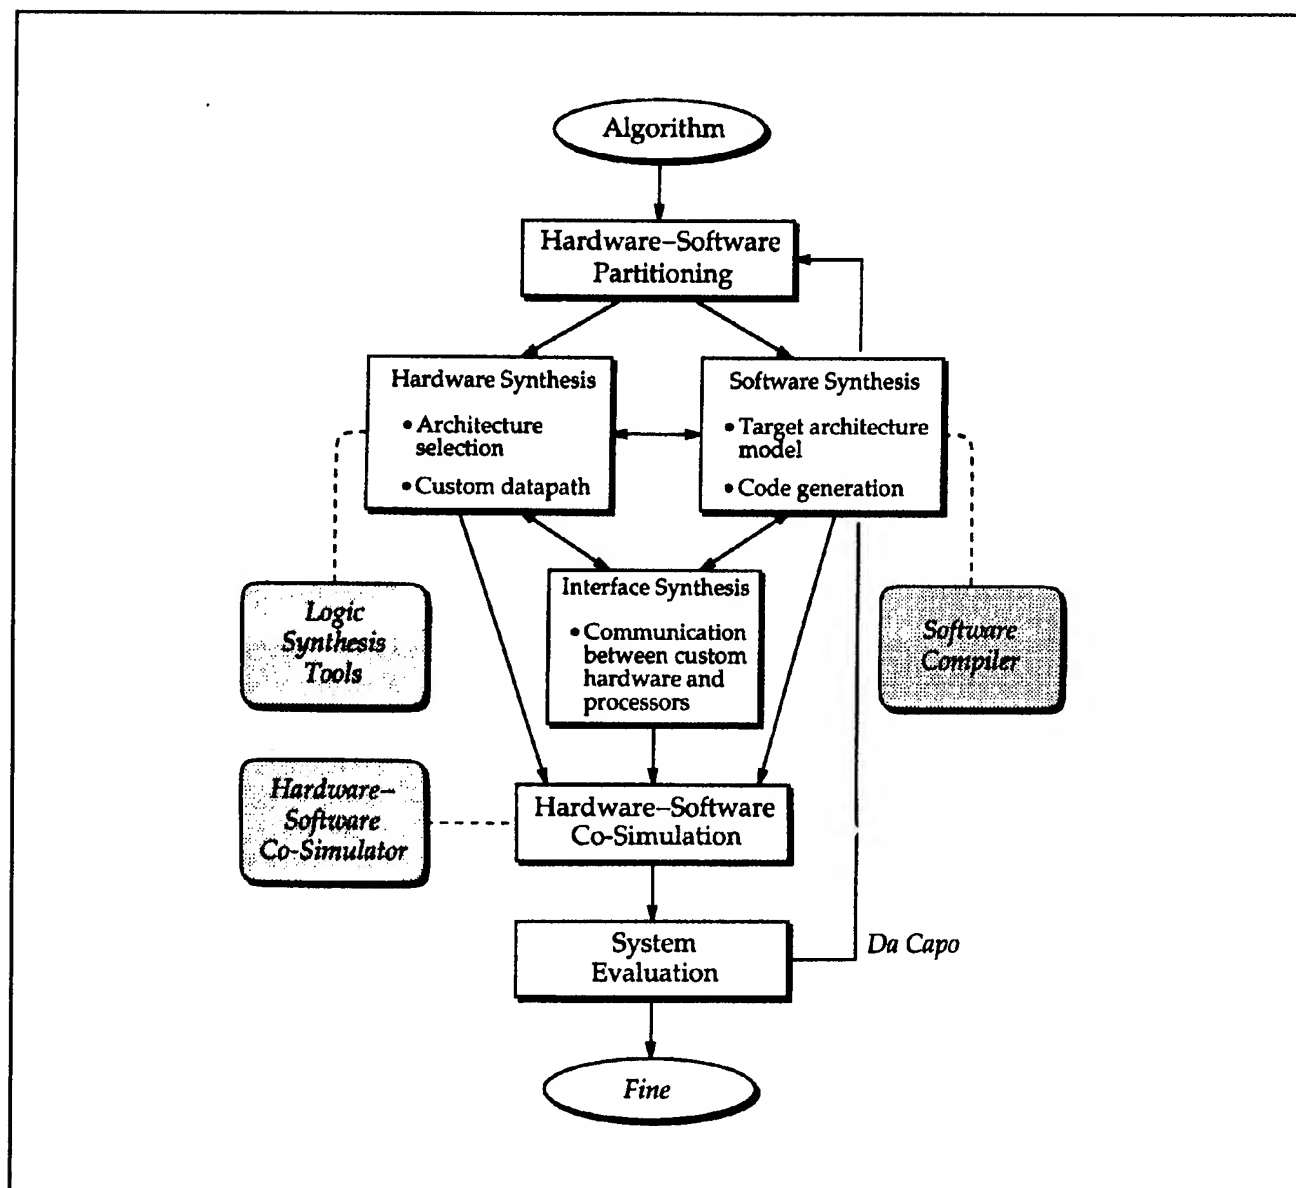 Algorithm
Hardware–Software
Partitioning
Hardware Synthesis
• Architecture
selection
• Custom datapath
Software Synthesis
• Target architecture
model
• Code generation
Logic
Synthesis
Tools
Interface Synthesis
• Communication
between custom
hardware and
processors
Software
Compiler
Hardware–
Software
Co-Simulator
Hardware–Software
Co-Simulation
System
Evaluation
Da Capo
Fine